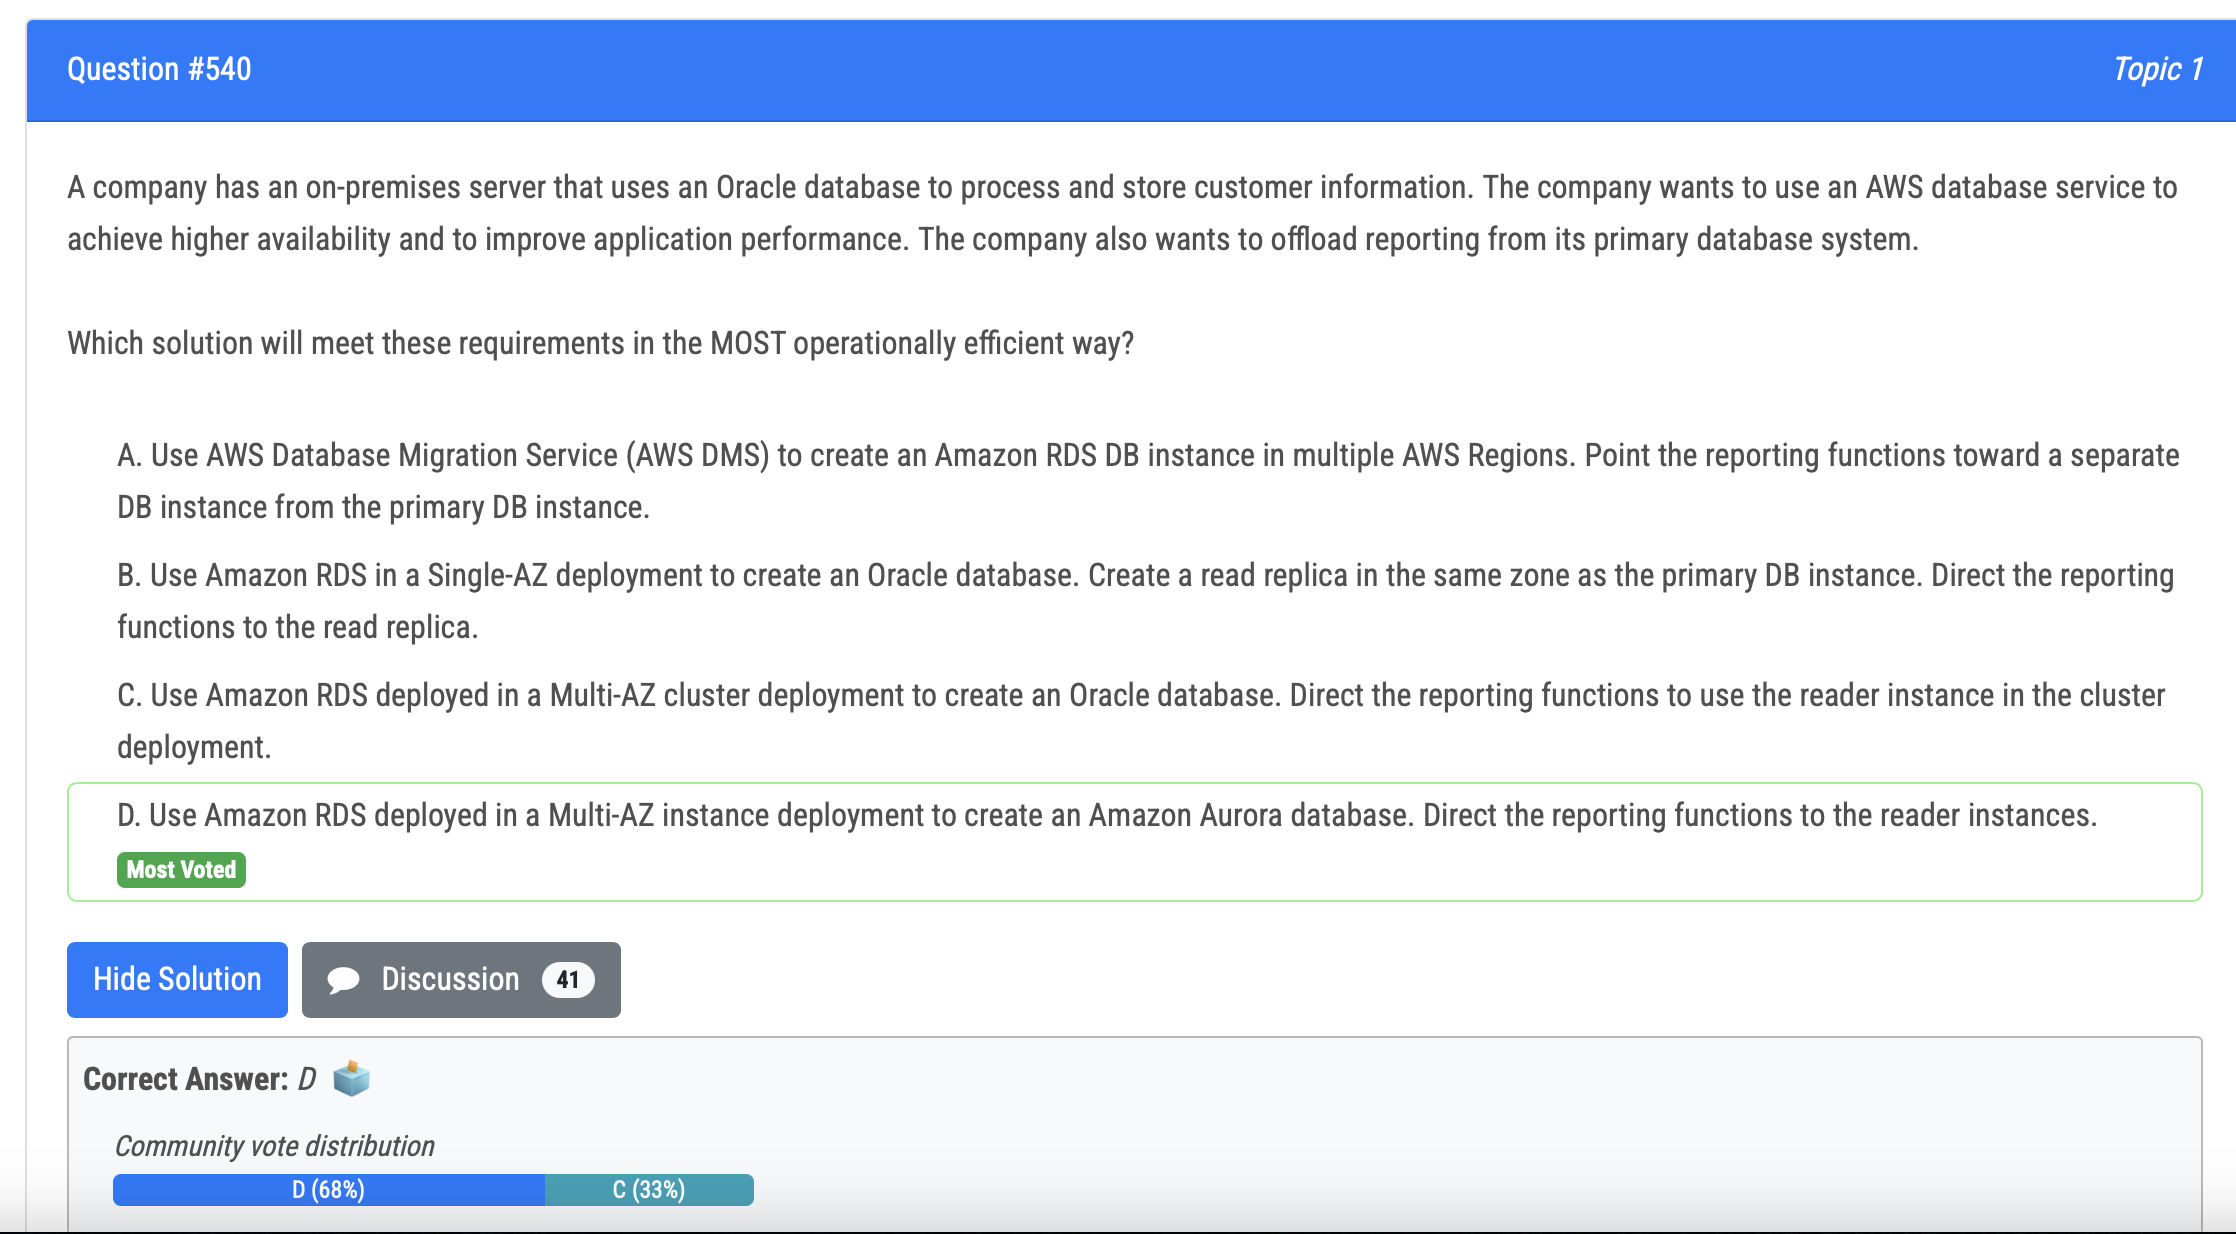 Question #540
Topic 1
A company has an on-premises server that uses an Oracle database to process and store customer information. The company wants to use an AWS database service to
achieve higher availability and to improve application performance. The company also wants to offload reporting from its primary database system.
Which solution will meet these requirements in the MOST operationally efficient way?
A. Use AWS Database Migration Service (AWS DMS) to create an Amazon RDS DB instance in multiple AWS Regions. Point the reporting functions toward a separate
DB instance from the primary DB instance.
B. Use Amazon RDS in a Single-AZ deployment to create an Oracle database. Create a read replica in the same zone as the primary DB instance. Direct the reporting
functions to the read replica.
C. Use Amazon RDS deployed in a Multi-AZ cluster deployment to create an Oracle database. Direct the reporting functions to use the reader instance in the cluster
deployment.
D. Use Amazon RDS deployed in a Multi-AZ instance deployment to create an Amazon Aurora database. Direct the reporting functions to the reader instances.
Most Voted
Hide Solution
Discussion 41
Correct Answer: D
Community vote distribution
D (68%)
C (33%)